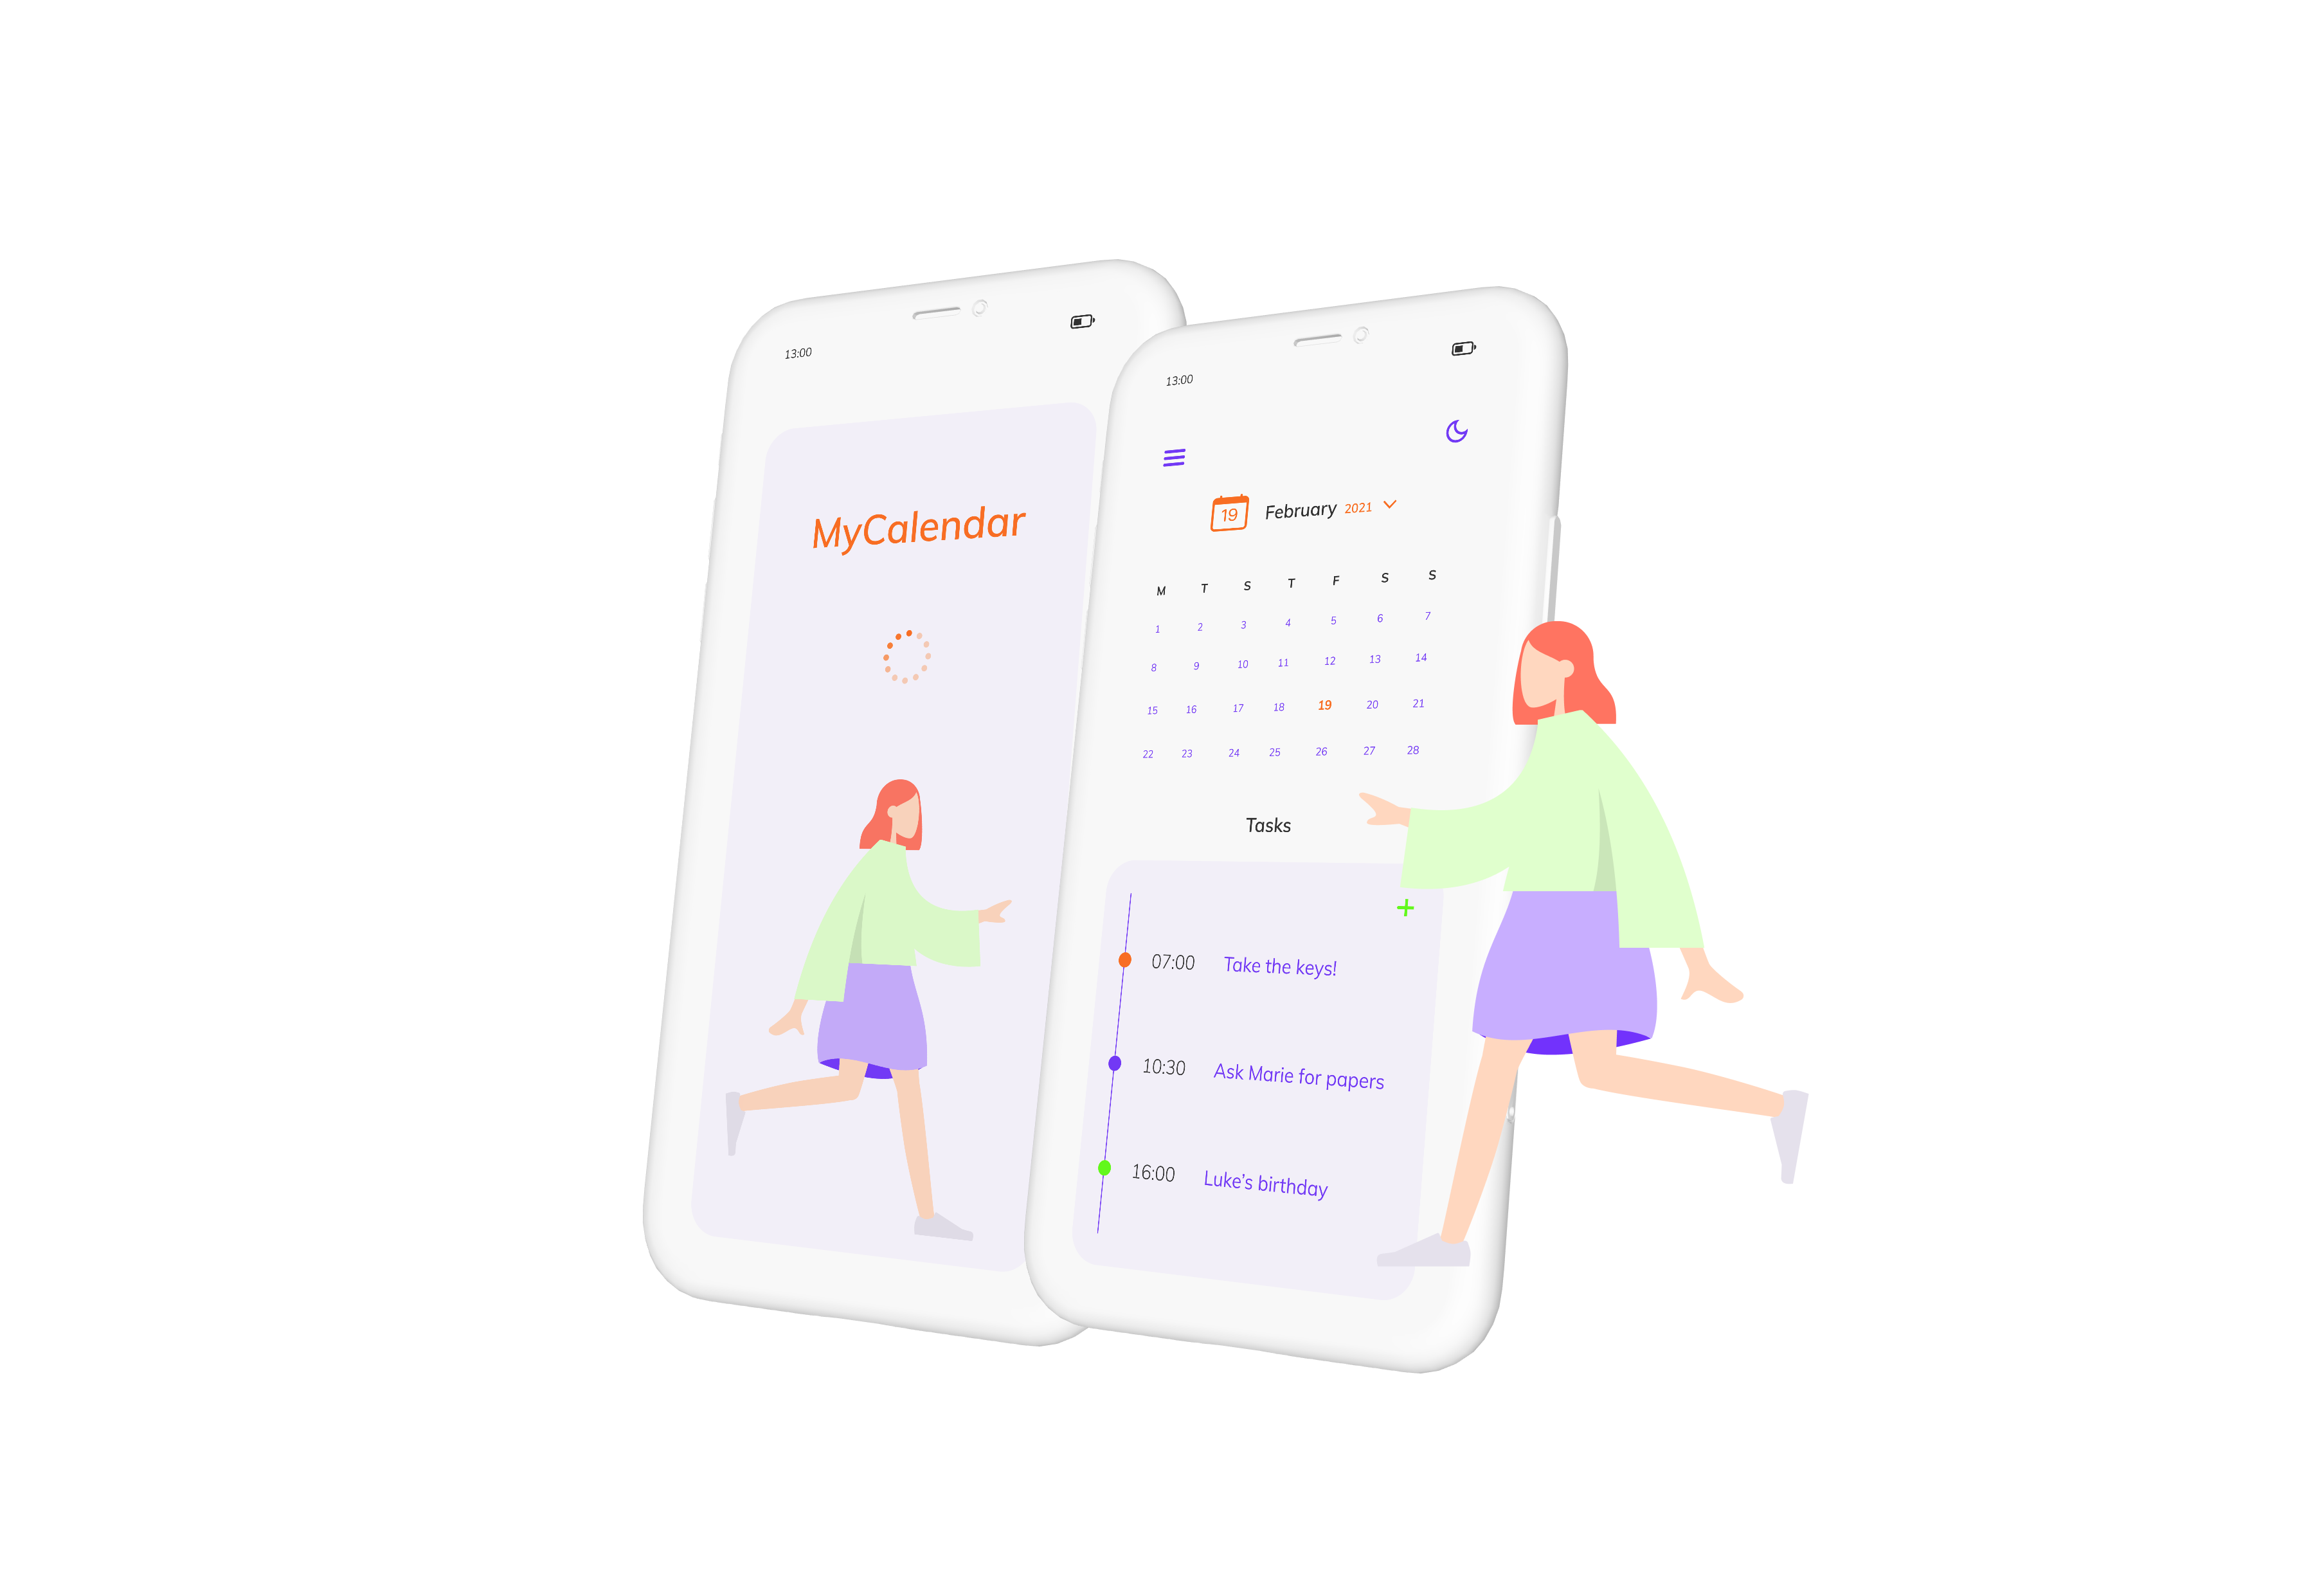 13:00
MyCalendar
13:00
19 February 2021
M T S T F S S
1 2 3 4 5 6 7
8 9 10 11 12 13 14
15 16 17 18 19 20 21
22 23 24 25 26 27 28
Tasks
+
07:00 Take the keys!
10:30 Ask Marie for papers
16:00 Luke’s birthday